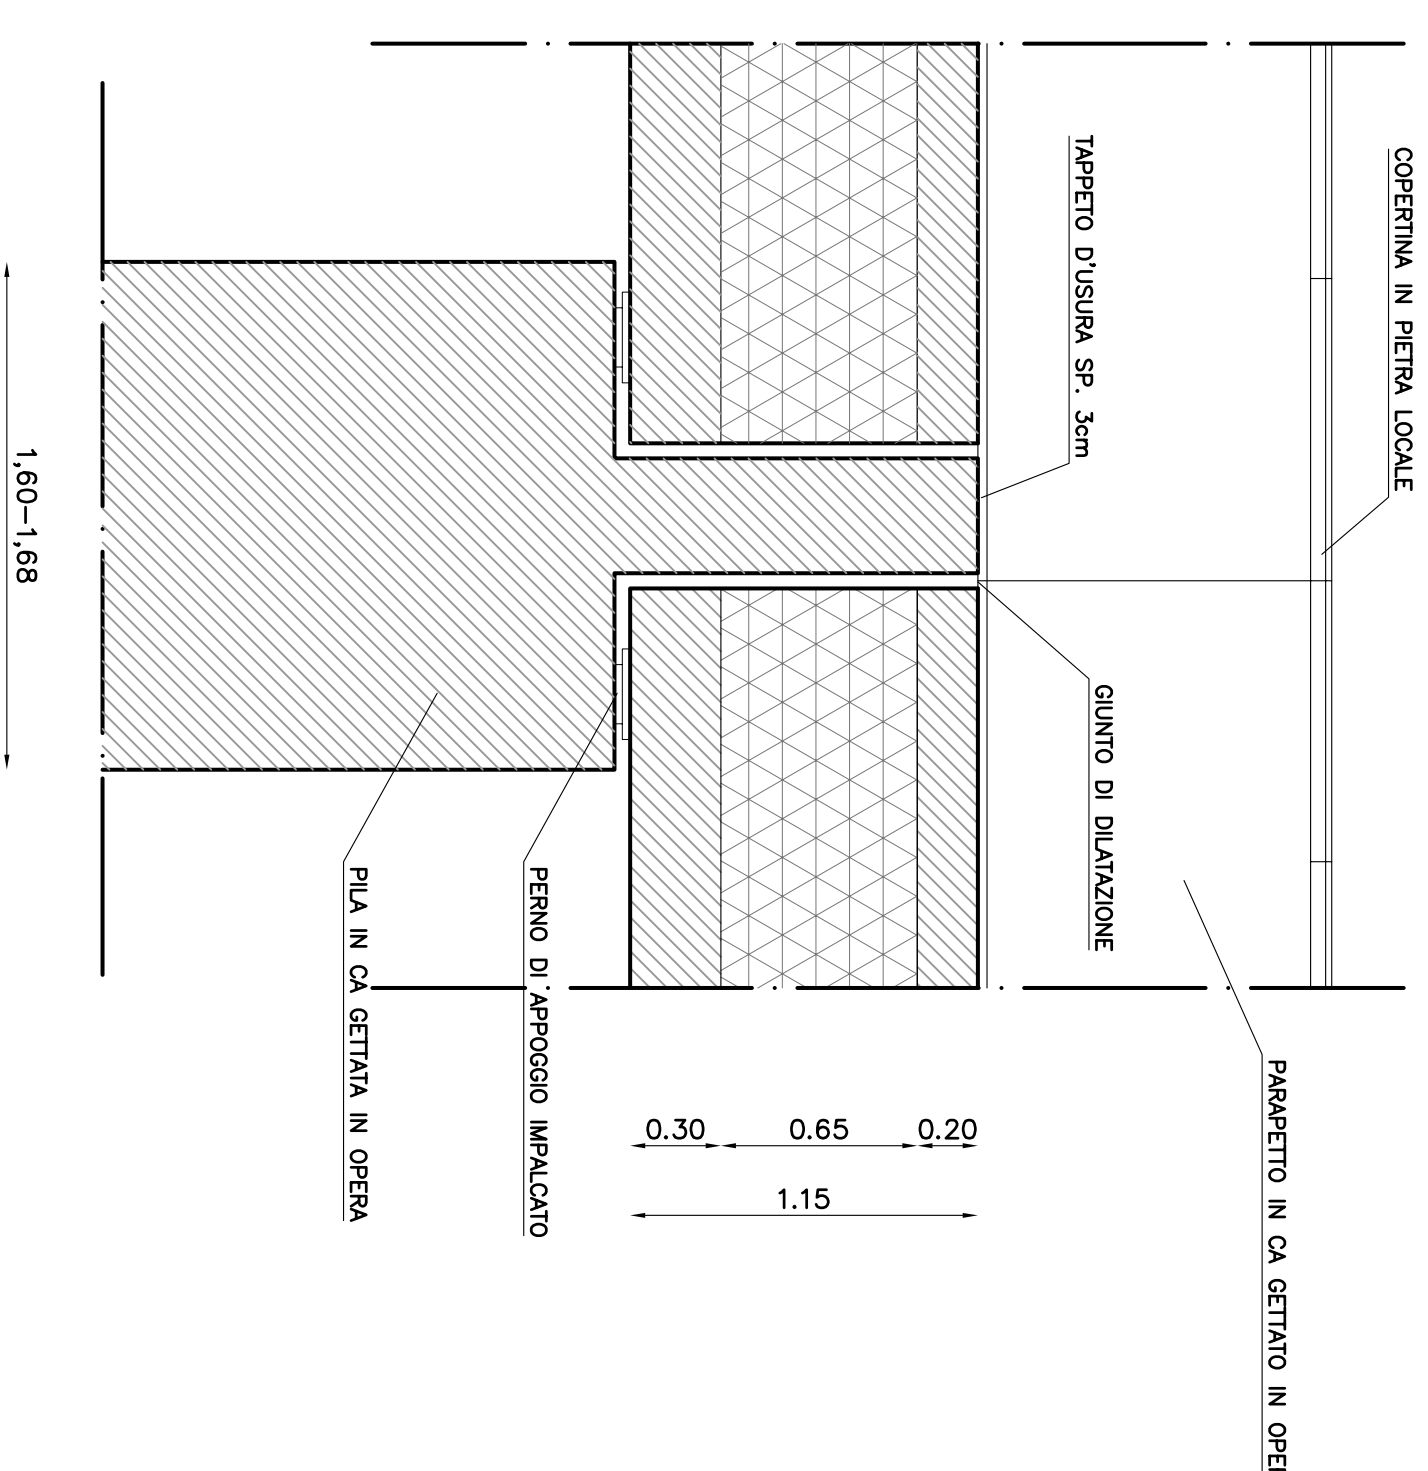 COPERTINA IN PIETRA LOCALE
TAPPETO D'USURA SP. 3cm
GIUNTO DI DILATAZIONE
PARAPETTO IN CA GETTATO IN
PERNO DI APPOGGIO IMPALCATO
PILA IN CA GETTATA IN OPERA
0.30
0.65
0.20
1.15
1,60-1,68